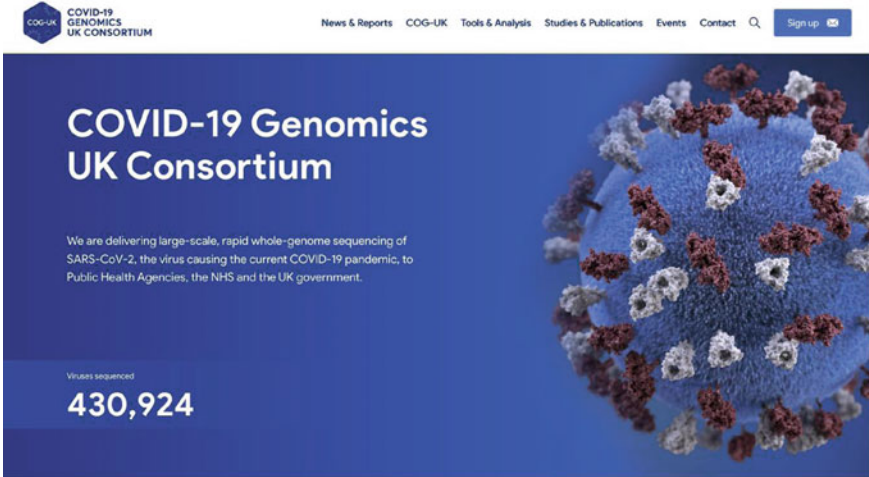 COG-UK
COVID-19
GENOMICS
UK CONSORTIUM
News & Reports COG-UK Tools & Analysis Studies & Publications Events Contact Sign up
COVID-19 Genomics
UK Consortium
We are delivering large-scale, rapid whole-genome sequencing of
SARS-CoV-2, the virus causing the current COVID-19 pandemic, to
Public Health Agencies, the NHS and the UK government.
Viruses sequenced
430,924